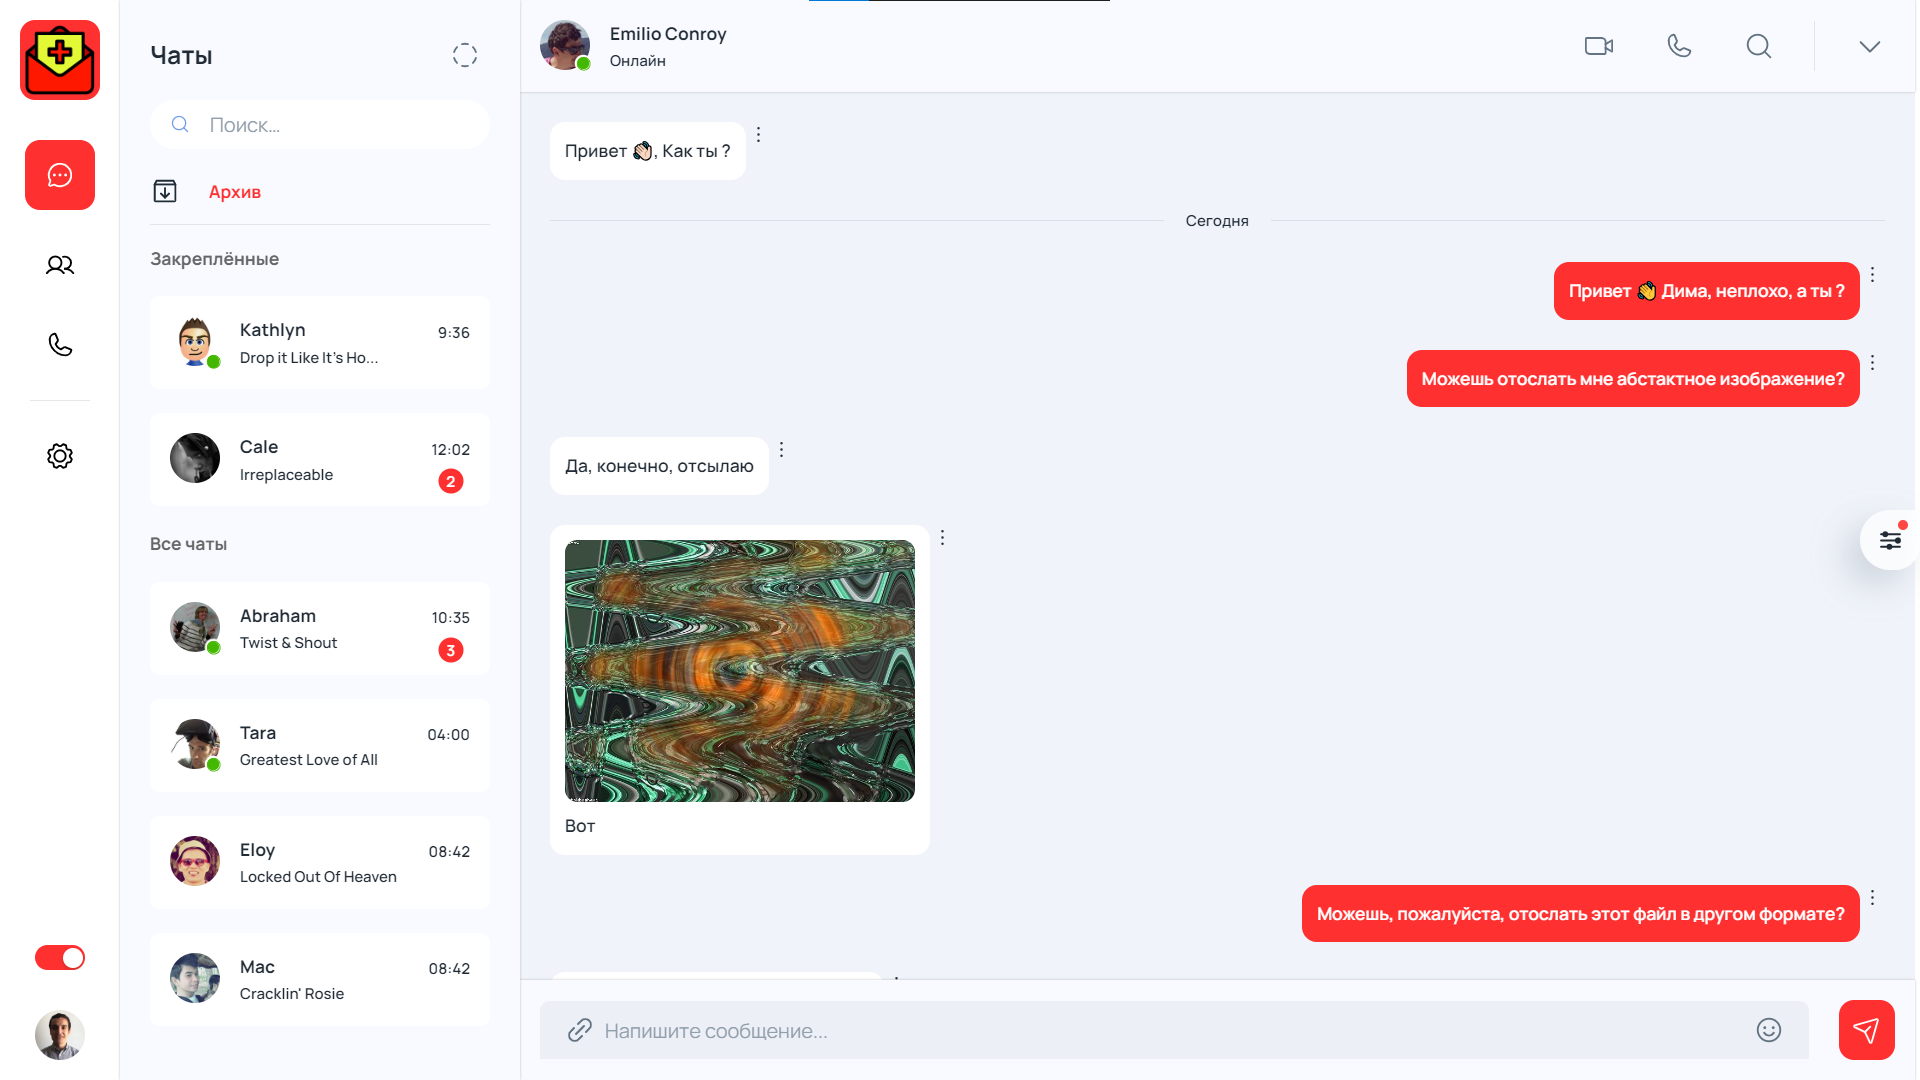 Чаты
Поиск...
Архив
Закреплённые
Kathlyn
9:36
Drop it Like It's Ho...
Cale
12:02
Irreplaceable
2
Все чаты
Abraham
10:35
Twist & Shout
3
Tara
04:00
Greatest Love of All
Eloy
08:42
Locked Out Of Heaven
Mac
08:42
Cracklin' Rosie
Emilio Conroy
Онлайн
Привет 👋🏻, Как ты ?
Сегодня
Привет 👋 Дима, неплохо, а ты ?
Можешь отослать мне абстактное изображение?
Да, конечно, отсылаю
Вот
Можешь, пожалуйста, отослать этот файл в другом формате?
Напишите сообщение...